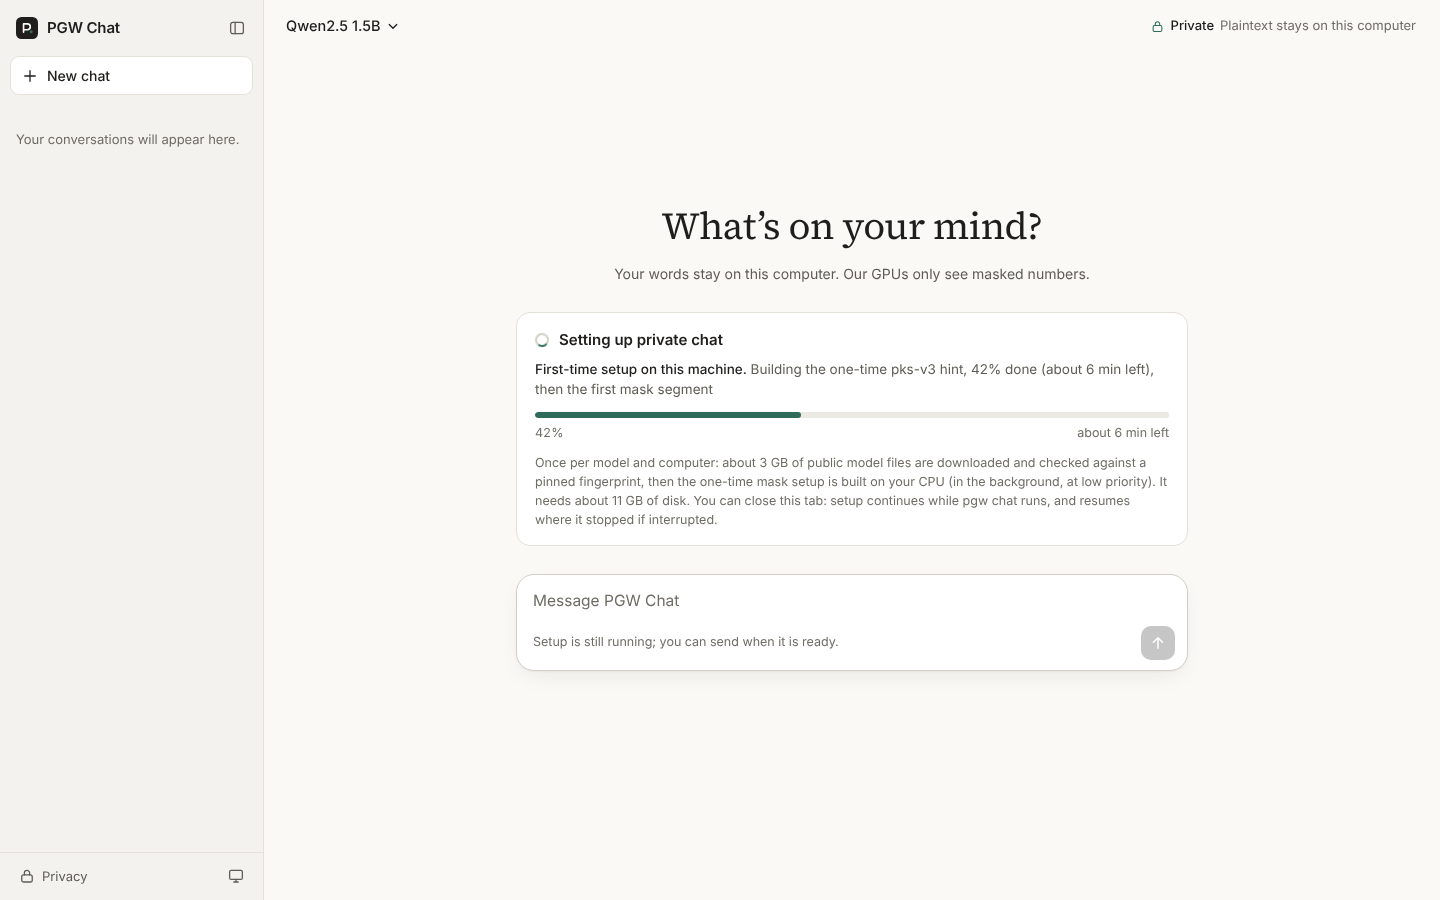 PGW Chat
New chat
Your conversations will appear here.
Privacy
Qwen2.5 1.5B
Private Plaintext stays on this computer
What’s on your mind?
Your words stay on this computer. Our GPUs only see masked numbers.
Setting up private chat
First-time setup on this machine. Building the one-time pks-v3 hint, 42% done (about 6 min left),
then the first mask segment
42%
about 6 min left
Once per model and computer: about 3 GB of public model files are downloaded and checked against a
pinned fingerprint, then the one-time mask setup is built on your CPU (in the background, at low priority). It
needs about 11 GB of disk. You can close this tab: setup continues while pgw chat runs, and resumes
where it stopped if interrupted.
Message PGW Chat
Setup is still running; you can send when it is ready.